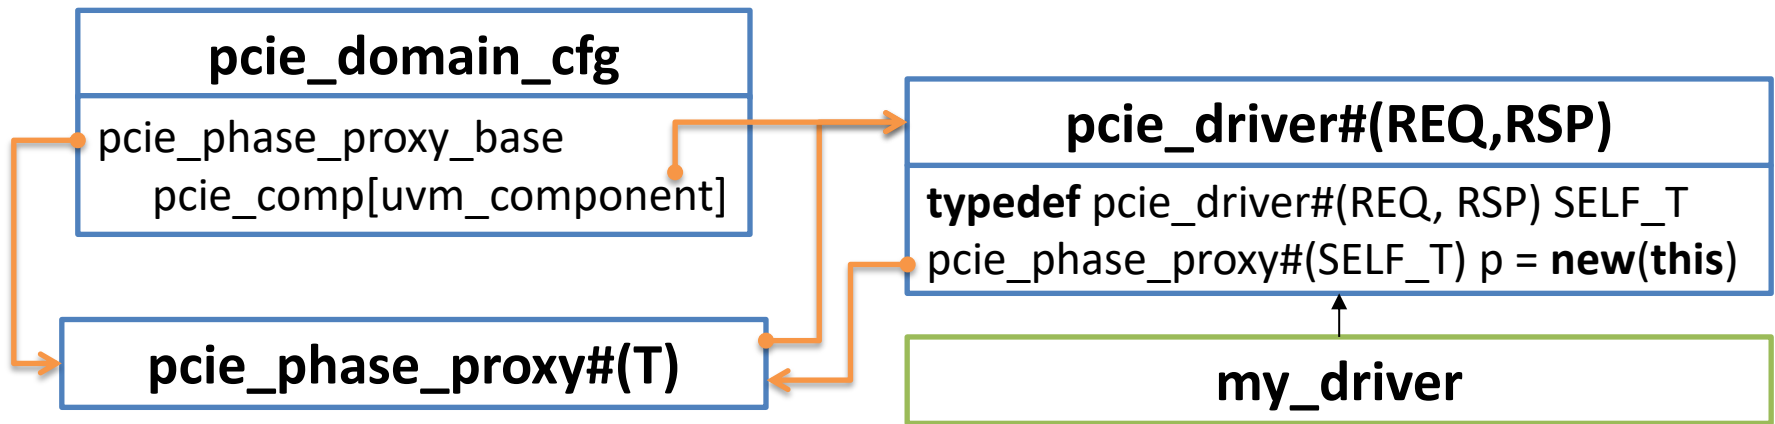 pcie_domain_cfg
pcie_phase_proxy_base
pcie_comp[uvm_component]
pcie_phase_proxy#(T)
pcie_driver#(REQ,RSP)
typedef pcie_driver#(REQ, RSP) SELF_T
pcie_phase_proxy#(SELF_T) p = new(this)
my_driver